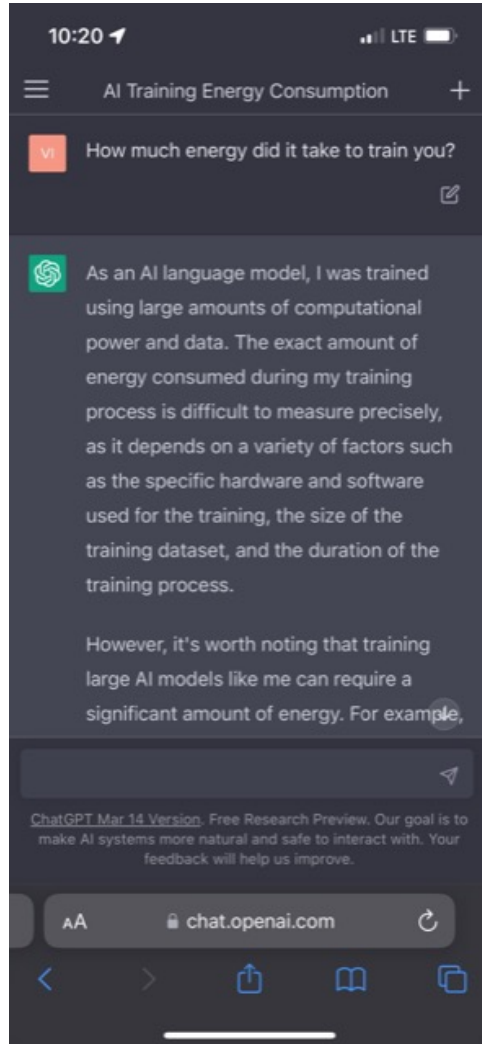 10:20
LTE
AI Training Energy Consumption
VI
How much energy did it take to train you?
As an AI language model, I was trained
using large amounts of computational
power and data. The exact amount of
energy consumed during my training
process is difficult to measure precisely,
as it depends on a variety of factors such
as the specific hardware and software
used for the training, the size of the
training dataset, and the duration of the
training process.
However, it's worth noting that training
large AI models like me can require a
significant amount of energy. For example,
ChatGPT Mar 14 Version. Free Research Preview. Our goal is to
make AI systems more natural and safe to interact with. Your
feedback will help us improve.
AA chat.openai.com